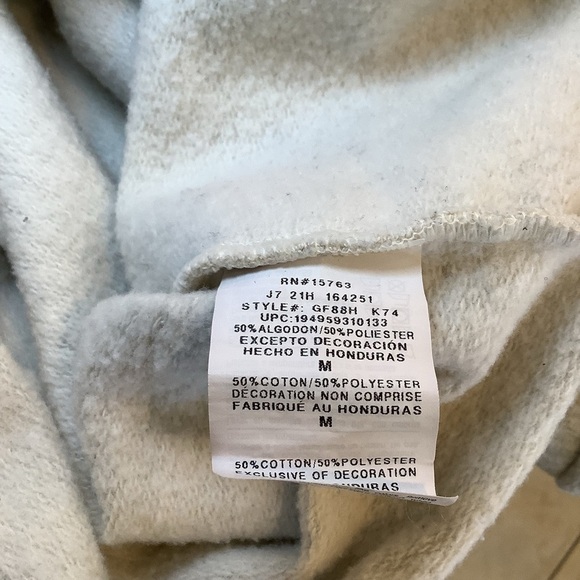 RN#15763
J7 21H 164251
STYLE#: GF88H K74
UPC:194959310133
50%ALGODON/50%POLIESTER
EXCEPTO DECORACIÓN
HECHO EN HONDURAS
M
50%COTON/50%POLYESTER
DÉCORATION NON COMPRISE
FABRIQUÉ AU HONDURAS
M
50%COTTON/50%POLYESTER
EXCLUSIVE OF DECORATION